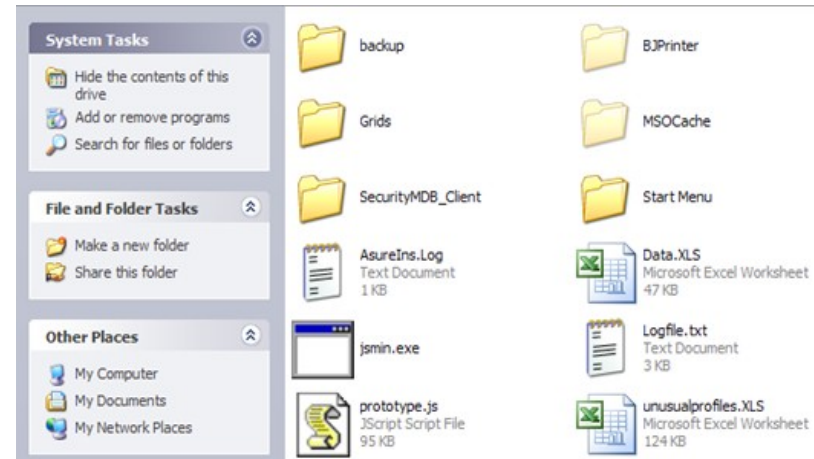 System Tasks
Hide the contents of this
drive
Add or remove programs
Search for files or folders
File and Folder Tasks
Make a new folder
Share this folder
Other Places
My Computer
My Documents
My Network Places
backup
BJPrinter
Grids
MSOCache
SecurityMDB_Client
Start Menu
AsureIns.Log
Text Document
1 KB
Data.XLS
Microsoft Excel Worksheet
47 KB
jsmin.exe
Logfile.txt
Text Document
3 KB
prototype.js
JScript Script File
95 KB
unusualprofiles.XLS
Microsoft Excel Worksheet
124 KB